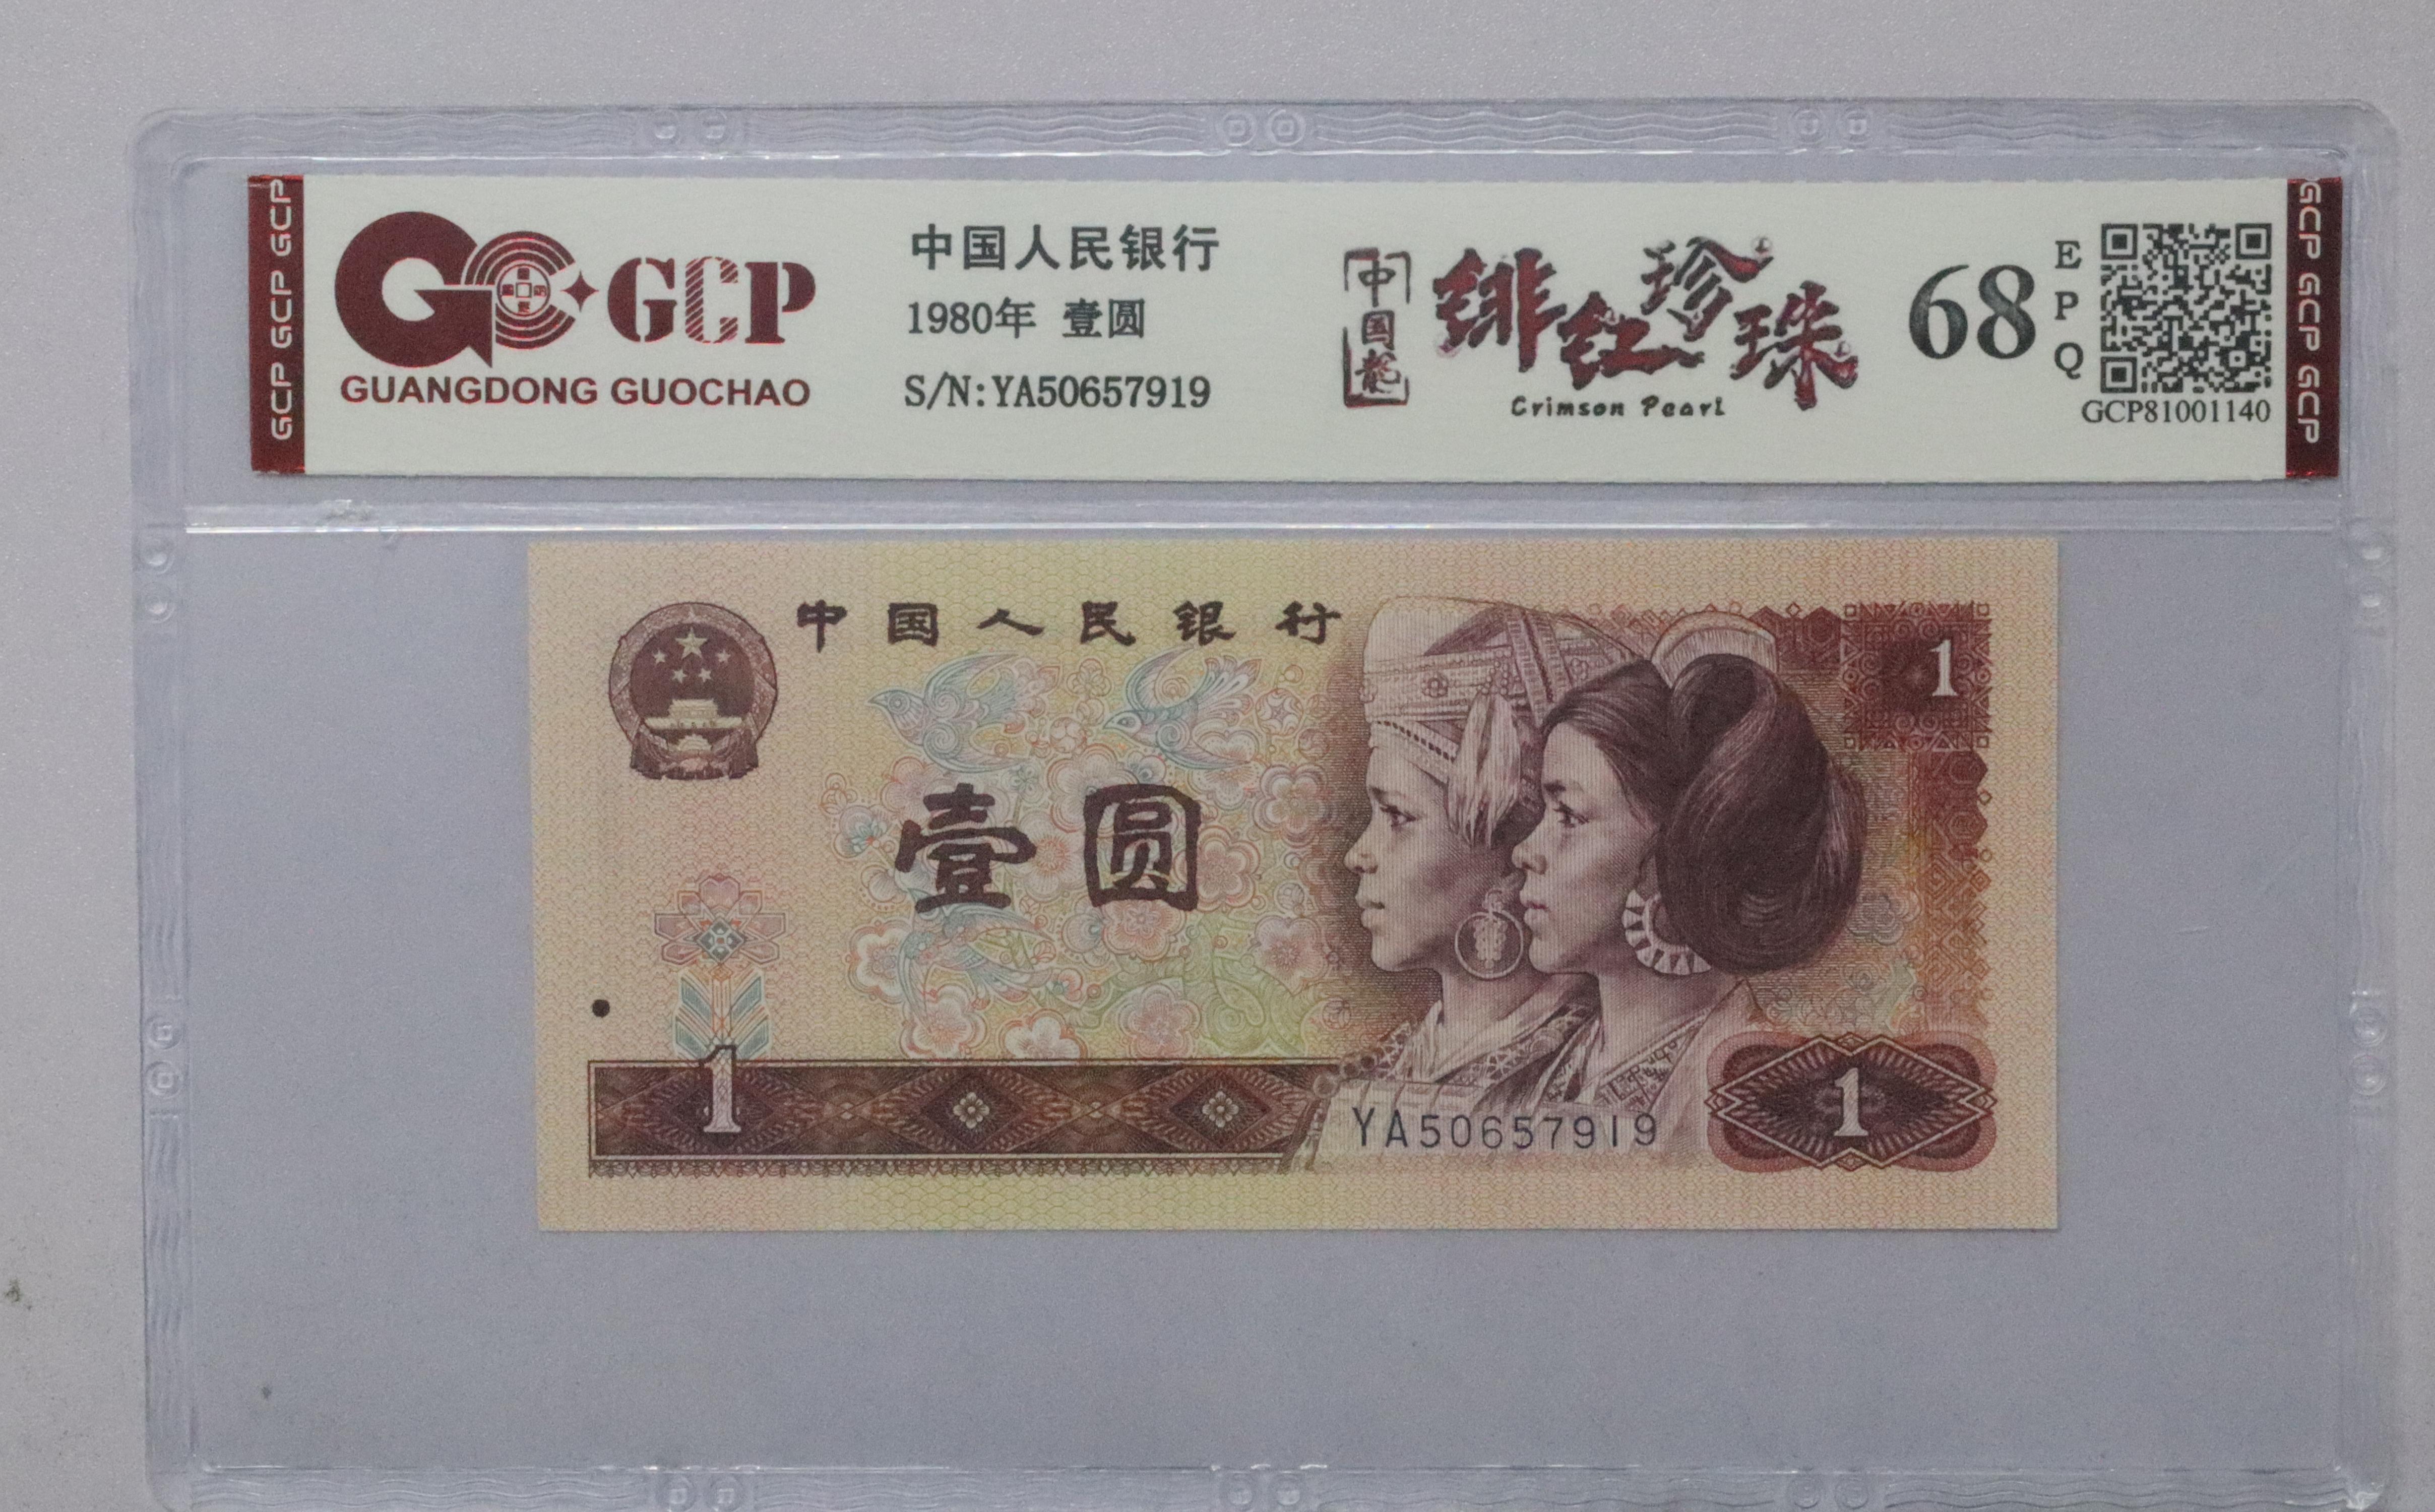 GCP GCP GCP
GCP
GUANGDONG GUOCHAO
中国人民银行
1980年 壹圆
S/N:YA50657919
中国龍
绯红珍珠
Crimson Pearl
68
EPQ
GCP81001140
GCP GCP GCP
中国人民银行
1
壹圆
1
YA50657919
1